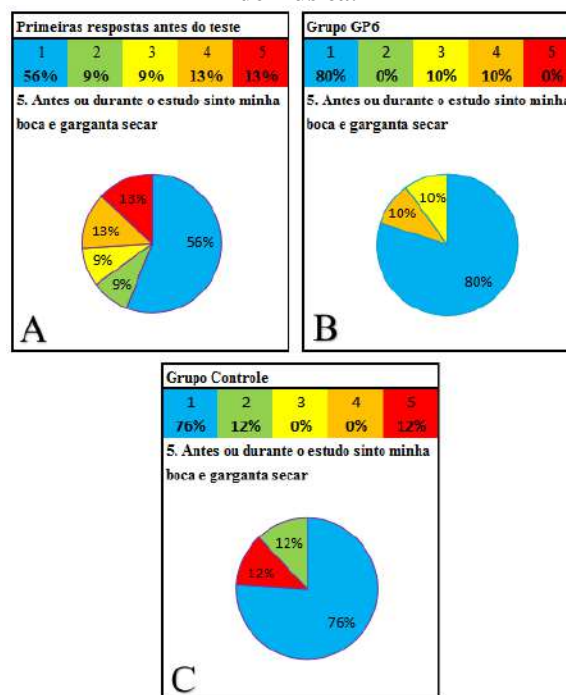 Primeiras respostas antes do teste
1 2 3 4 5
56% 9% 9% 13% 13%
5. Antes ou durante o estudo sinto minha
boca e garganta secar
13%
13%
56%
9%
9%
A
Grupo GP6
1 2 3 4 5
80% 0% 10% 10% 0%
5. Antes ou durante o estudo sinto minha
boca e garganta secar
10%
10%
80%
B
Grupo Controle
1 2 3 4 5
76% 12% 0% 0% 12%
5. Antes ou durante o estudo sinto minha
boca e garganta secar
12%
12%
76%
C